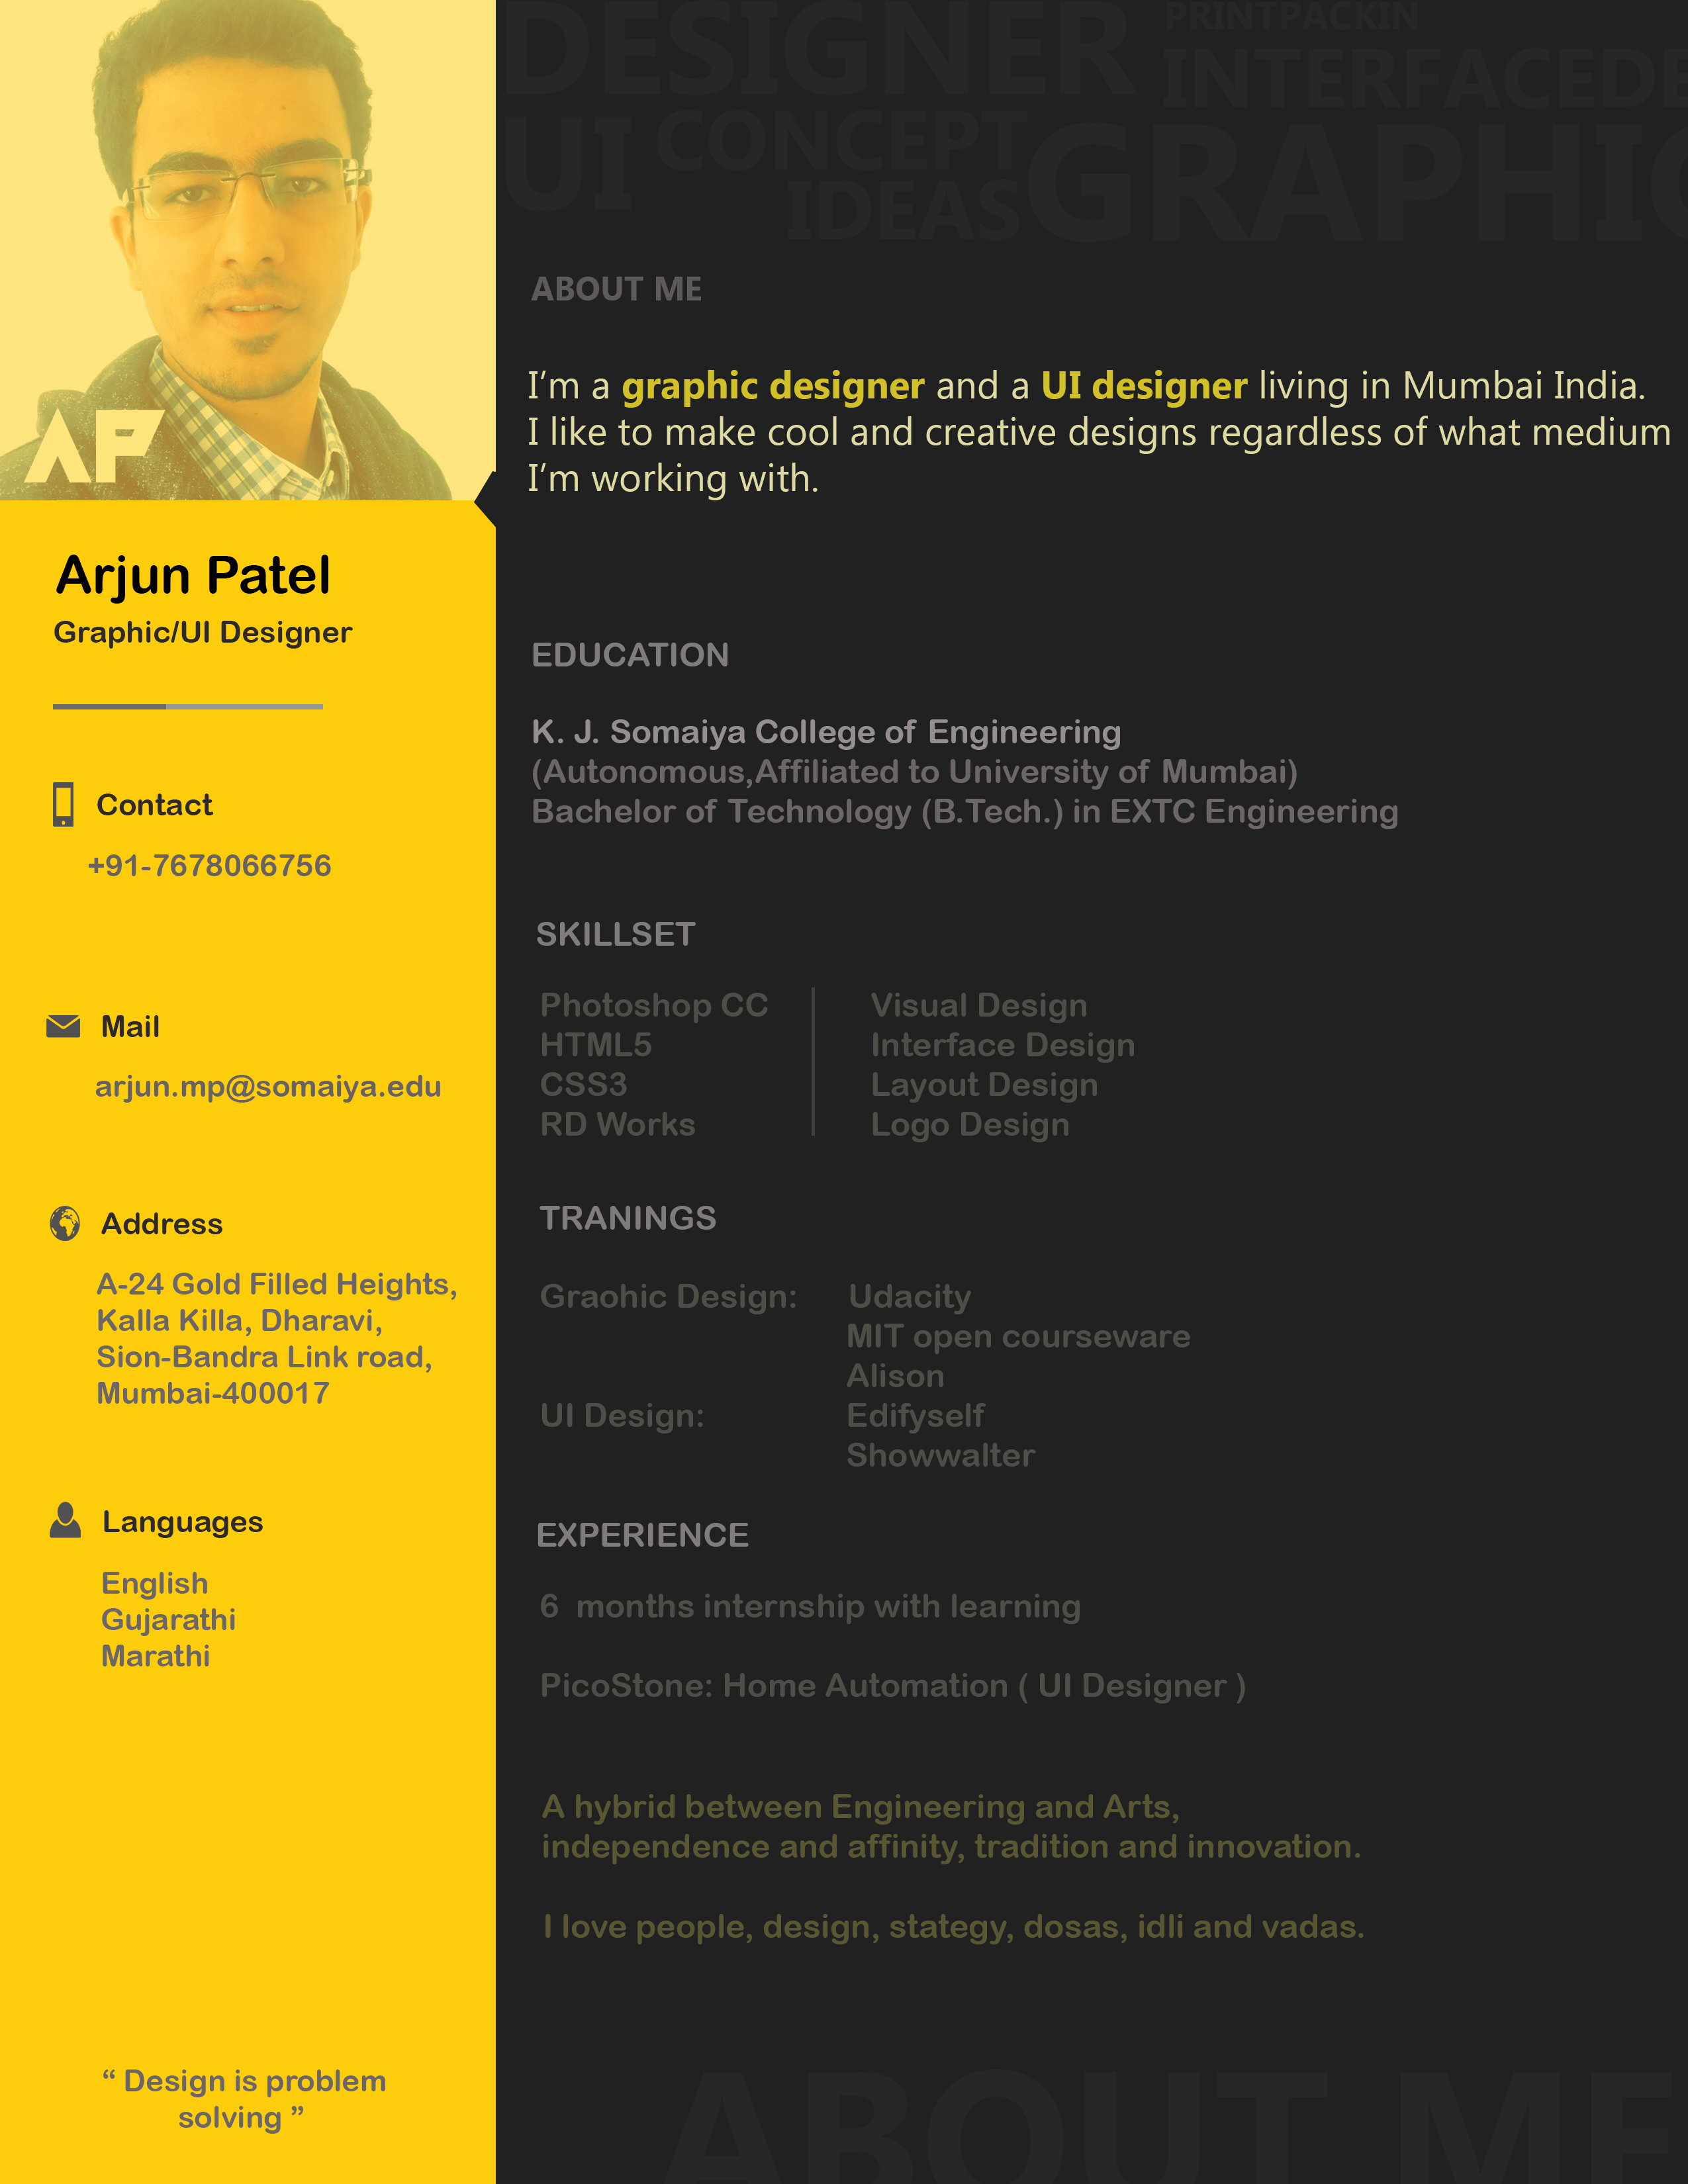 AP
Arjun Patel
Graphic/UI Designer
Contact
+91-7678066756
Mail
arjun.mp@somaiya.edu
Address
A-24 Gold Filled Heights,
Kalla Killa, Dharavi,
Sion-Bandra Link road,
Mumbai-400017
Languages
English
Gujarathi
Marathi
“ Design is problem
solving ”
DESIGNER
PRINTPACKIN
INTERFACEDE
UI
CONCEPT
IDEAS
GRAPHIC
ABOUT ME
I’m a graphic designer and a UI designer living in Mumbai India.
I like to make cool and creative designs regardless of what medium
I’m working with.
EDUCATION
K. J. Somaiya College of Engineering
(Autonomous,Affiliated to University of Mumbai)
Bachelor of Technology (B.Tech.) in EXTC Engineering
SKILLSET
Photoshop CC
HTML5
CSS3
RD Works
Visual Design
Interface Design
Layout Design
Logo Design
TRANINGS
Graohic Design: Udacity
MIT open courseware
Alison
UI Design: Edifyself
Showwalter
EXPERIENCE
6 months internship with learning
PicoStone: Home Automation ( UI Designer )
A hybrid between Engineering and Arts,
independence and affinity, tradition and innovation.
I love people, design, stategy, dosas, idli and vadas.
ABOUT ME